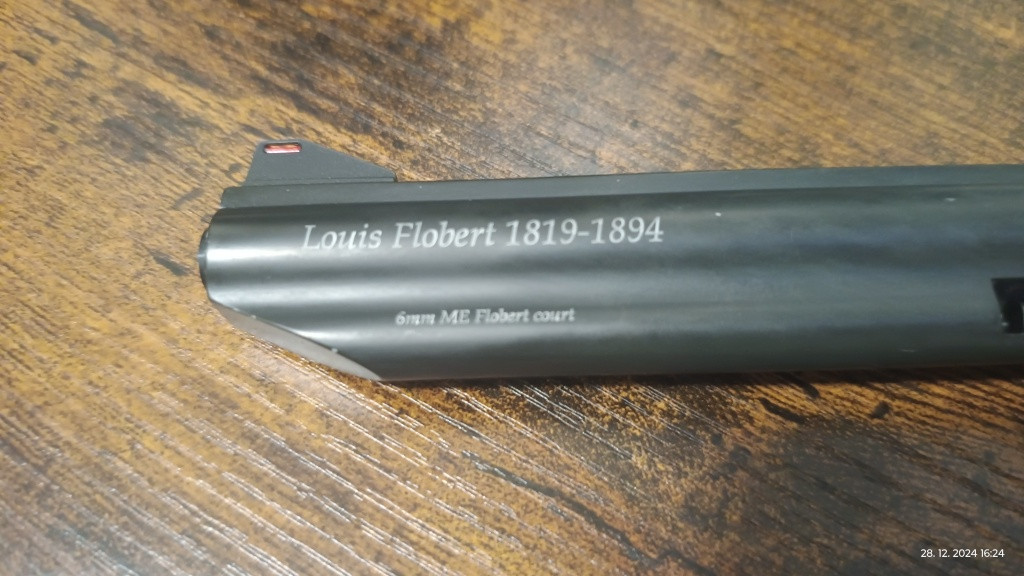 Louis Flobert 1819-1894
6mm ME Flobert court
28. 12. 2024 16:24